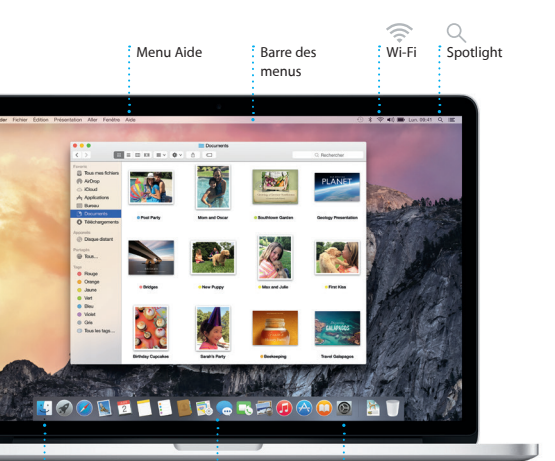 Menu Aide
Barre des
menus
Wi-Fi
Spotlight
Fichier Édition Présentation Aller Fenêtre Aide
Lun. 09:41
Documents
Rechercher
Favoris
Tous mes fichiers
AirDrop
iCloud
Applications
Bureau
Documents
Téléchargements
Appareils
Disque distant
Partagés
Tous...
Tags
Rouge
Orange
Jaune
Vert
Bleu
Violet
Gris
Tous les tags...
Pool Party
Mom and Oscar
Southtown Garden
PLANET
Geology Presentation
Bridges
New Puppy
Max and Julie
First Kiss
Birthday Cupcakes
Sarah's Party
Beekeeping
GALAPAGOS
Travel Galapagos
2